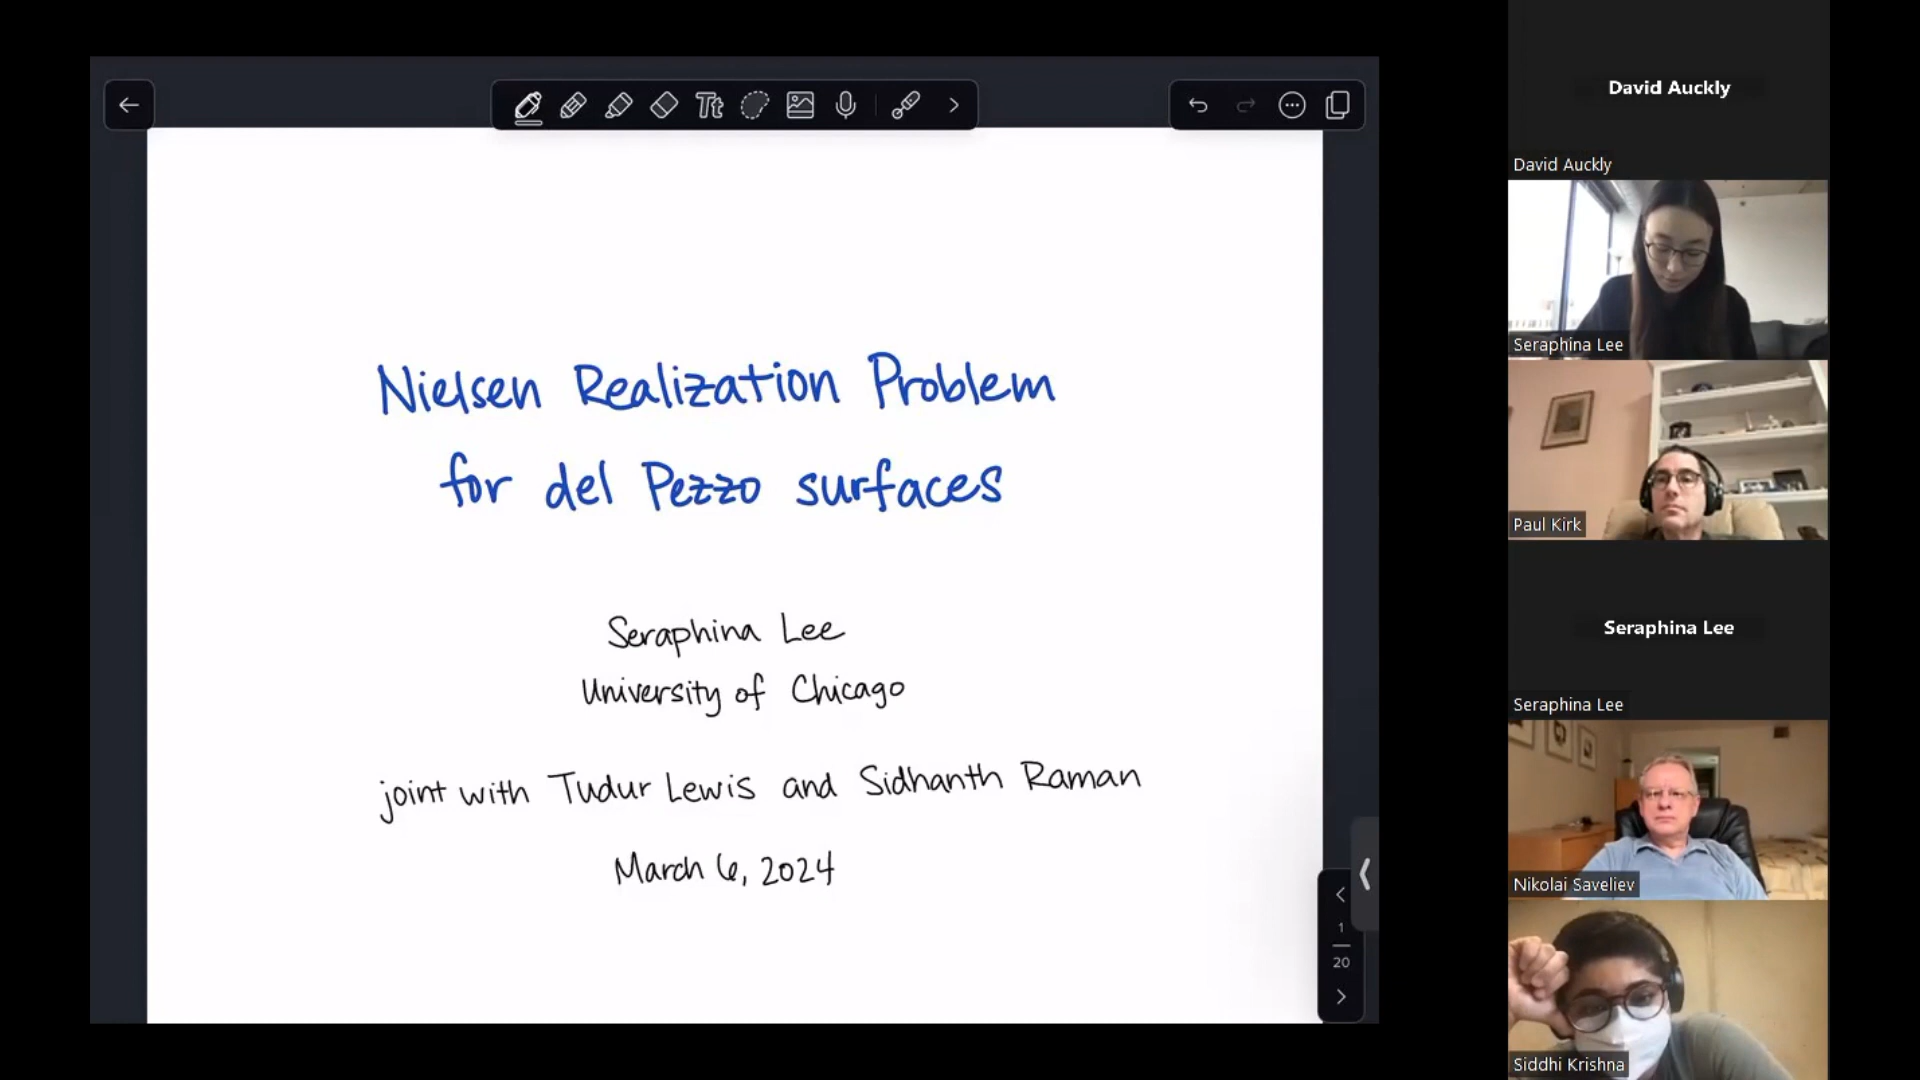 Nielsen Realization Problem
for del Pezzo surfaces
Seraphina Lee
University of Chicago
joint with Tudur Lewis and Sidhanth Raman
March 6, 2024
Tt
1
20
David Auckly
David Auckly
Seraphina Lee
Paul Kirk
Seraphina Lee
Seraphina Lee
Nikolai Saveliev
Siddhi Krishna